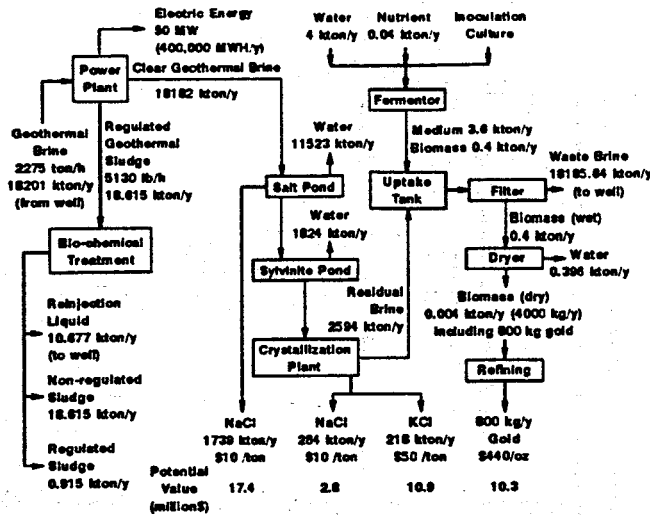 Electric Energy
50 MW
(400,000 MWH/y)
Power
Plant
Clear Geothermal Brine
18182 kton/y
Geothermal
Brine
2275 ton/h
18201 kton/y
(from well)
Regulated
Geothermal
Sludge
5130 lb/h
18.615 kton/y
Bio-chemical
Treatment
Reinjection
Liquid
10.677 kton/y
(to well)
Non-regulated
Sludge
18.615 kton/y
Regulated
Sludge
0.915 kton/y
Water
4 kton/y
Nutrient
0.04 kton/y
Inoculation
Culture
Fermentor
Medium 3.6 kton/y
Biomass 0.4 kton/y
Water
11523 kton/y
Salt Pond
Uptake
Tank
Filter
Waste Brine
18185.64 kton/y
(to well)
Water
1824 kton/y
Sylvinite Pond
Biomass (wet)
0.4 kton/y
Dryer
Water
0.396 kton/y
Residual
Brine
2594 kton/y
Biomass (dry)
0.004 kton/y (4000 kg/y)
including 800 kg gold
Crystallization
Plant
Refining
NaCl
1739 kton/y
$10 /ton
NaCl
264 kton/y
$10 /ton
KCl
218 kton/y
$50 /ton
800 kg/y
Gold
$440/oz
Potential
Value
(million$)
17.4
2.6
10.9
10.3